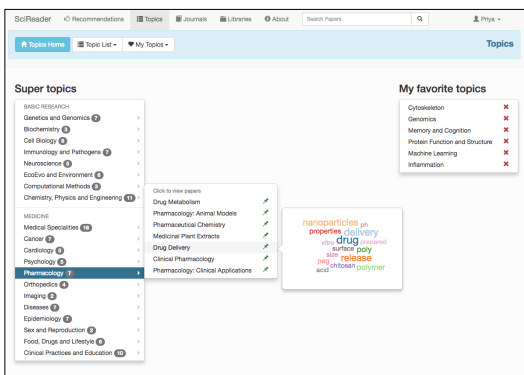 SciReader Recommendations Topics Journals Libraries About Search Papers Priya
Topics Home Topic List My Topics Topics
Super topics
BASIC RESEARCH
Genetics and Genomics 7
Biochemistry 3
Cell Biology 6
Immunology and Pathogens 7
Neuroscience 5
EcoEvo and Environment 6
Computational Methods 3
Chemistry, Physics and Engineering 11
MEDICINE
Medical Specialities 16
Cancer 7
Cardiology 5
Psychology 5
Pharmacology 7
Orthopedics 4
Imaging 2
Diseases 7
Epidemiology 7
Sex and Reproduction 2
Food, Drugs and Lifestyle 6
Clinical Practices and Education 10
Click to view papers
Drug Metabolism
Pharmacology: Animal Models
Pharmaceutical Chemistry
Medicinal Plant Extracts
Drug Delivery
Clinical Pharmacology
Pharmacology: Clinical Applications
nanoparticles ph
properties delivery
vitro drug prepared
surface poly
size release
peg chitosan polymer
acid
My favorite topics
Cytoskeleton
Genomics
Memory and Cognition
Protein Function and Structure
Machine Learning
Inflammation